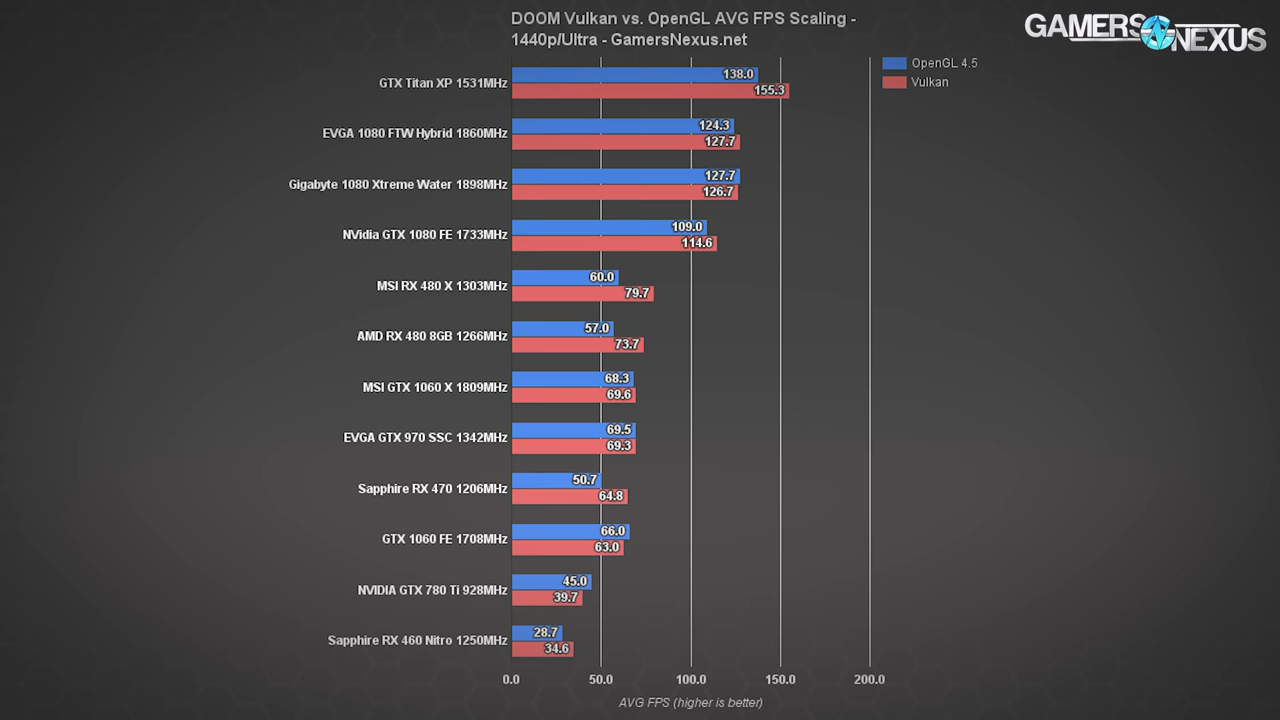 DOOM Vulkan vs. OpenGL AVG FPS Scaling -
1440p/Ultra - GamersNexus.net
GAMERS NEXUS
OpenGL 4.5
Vulkan
GTX Titan XP 1531MHz
138.0
155.3
EVGA 1080 FTW Hybrid 1860MHz
124.3
127.7
Gigabyte 1080 Xtreme Water 1898MHz
127.7
126.7
NVidia GTX 1080 FE 1733MHz
109.0
114.6
MSI RX 480 X 1303MHz
60.0
79.7
AMD RX 480 8GB 1266MHz
57.0
73.7
MSI GTX 1060 X 1809MHz
68.3
69.6
EVGA GTX 970 SSC 1342MHz
69.5
69.3
Sapphire RX 470 1206MHz
50.7
64.8
GTX 1060 FE 1708MHz
66.0
63.0
NVIDIA GTX 780 Ti 928MHz
45.0
39.7
Sapphire RX 460 Nitro 1250MHz
28.7
34.6
0.0 50.0 100.0 150.0 200.0
AVG FPS (higher is better)